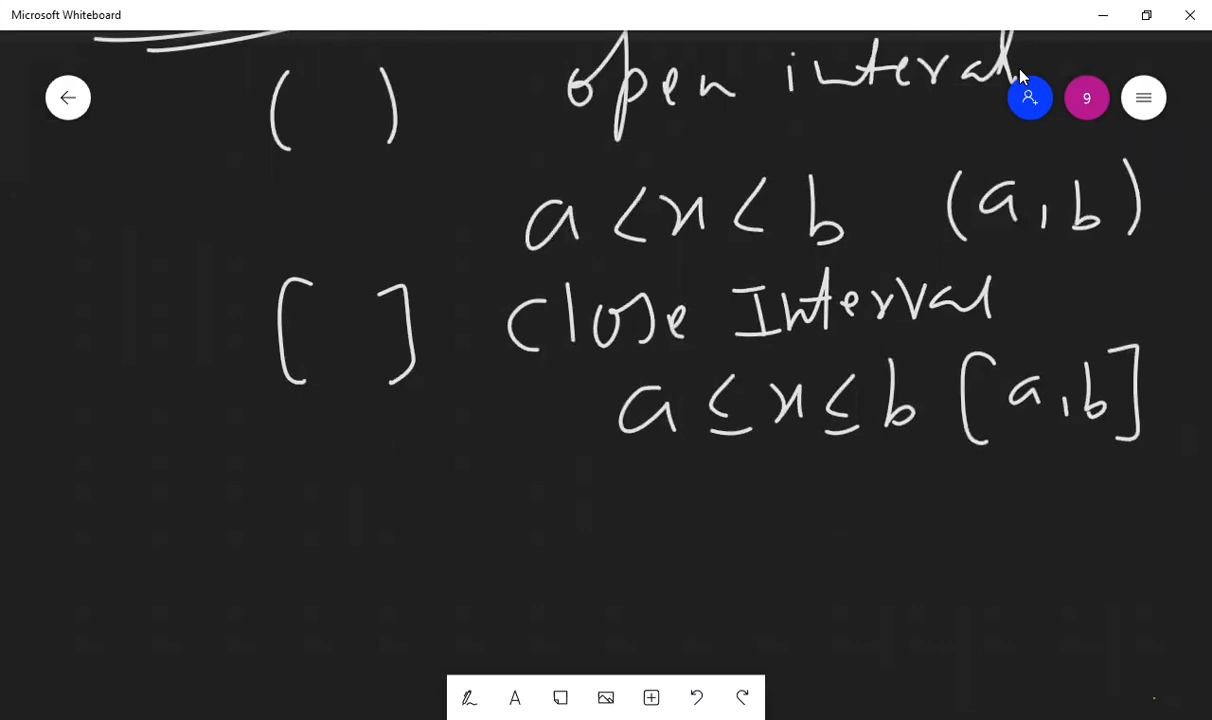 Microsoft Whiteboard
( ) open interval
9
a < x < b (a, b)
[ ] Close Interval
a ≤ x ≤ b [a, b]
A